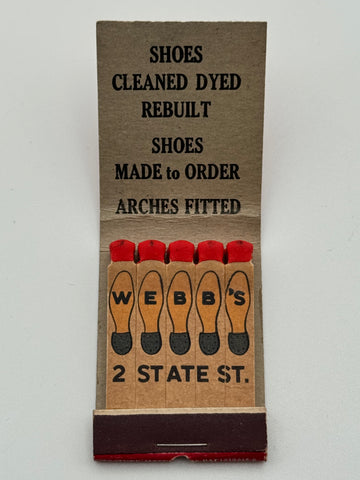 SHOES
CLEANED DYED
REBUILT
SHOES
MADE to ORDER
ARCHES FITTED
WEBB'S
2 STATE ST.